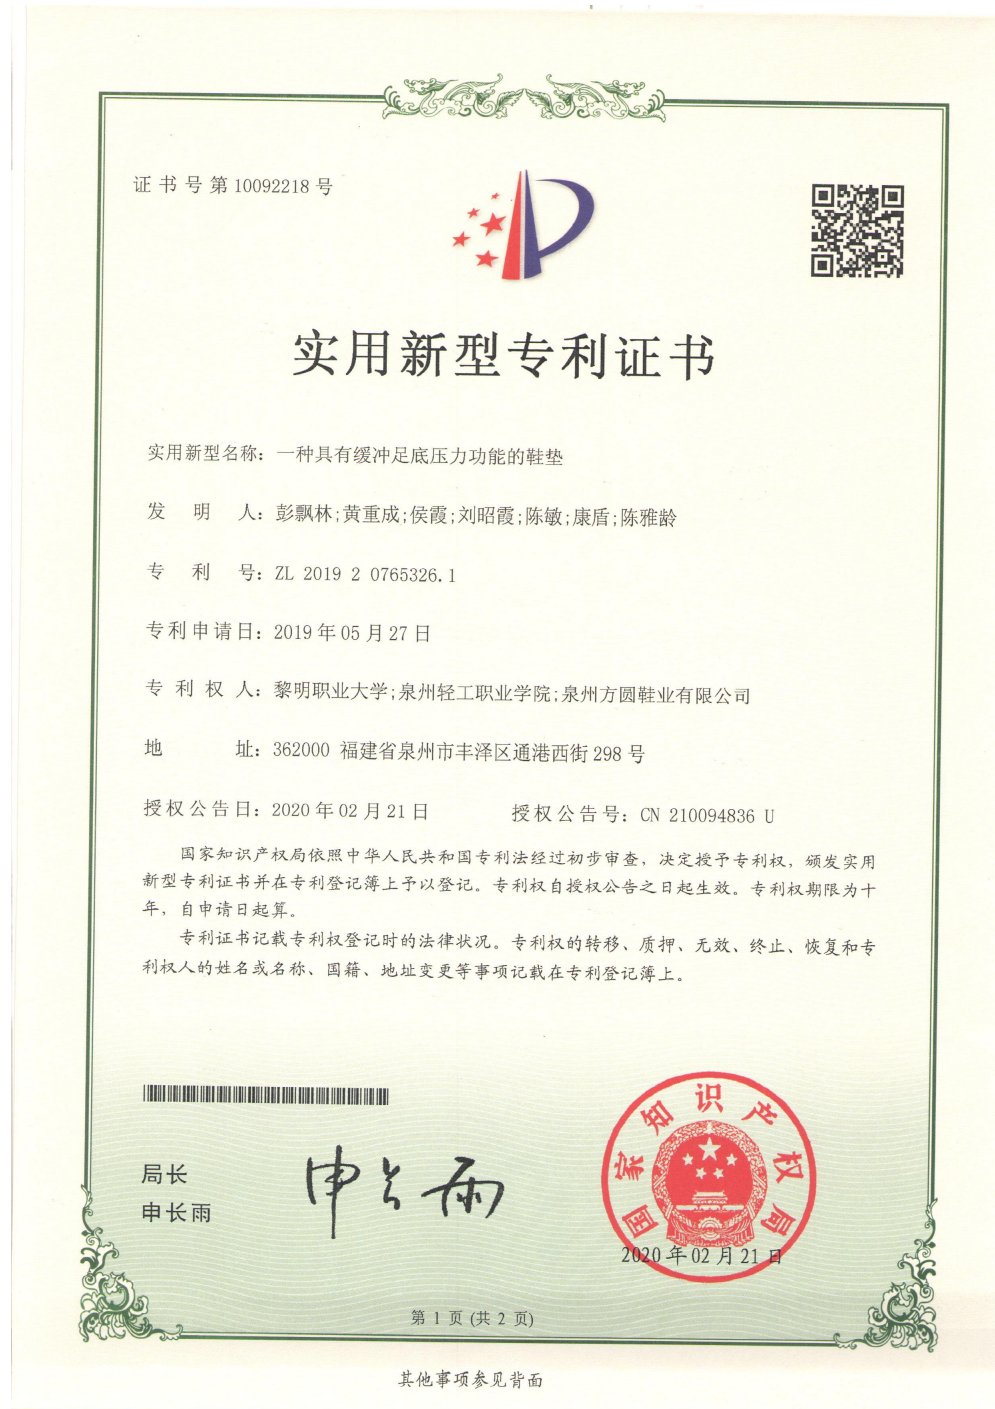 证书号第10092218号
实用新型专利证书
实用新型名称：一种具有缓冲足底压力功能的鞋垫
发明人：彭飘林;黄重成;侯霞;刘昭霞;陈敏;康盾;陈雅龄
专利号：ZL 2019 2 0765326.1
专利申请日：2019年05月27日
专利权人：黎明职业大学;泉州轻工职业学院;泉州方圆鞋业有限公司
地址：362000 福建省泉州市丰泽区通港西街298号
授权公告日：2020年02月21日 授权公告号：CN 210094836 U
国家知识产权局依照中华人民共和国专利法经过初步审查，决定授予专利权，颁发实用
新型专利证书并在专利登记簿上予以登记。专利权自授权公告之日起生效。专利权期限为十
年，自申请日起算。
专利证书记载专利权登记时的法律状况。专利权的转移、质押、无效、终止、恢复和专
利权人的姓名或名称、国籍、地址变更等事项记载在专利登记簿上。
局长
申长雨
申长雨
国家知识产权局
2020年02月21日
第 1 页 (共 2 页)
其他事项参见背面